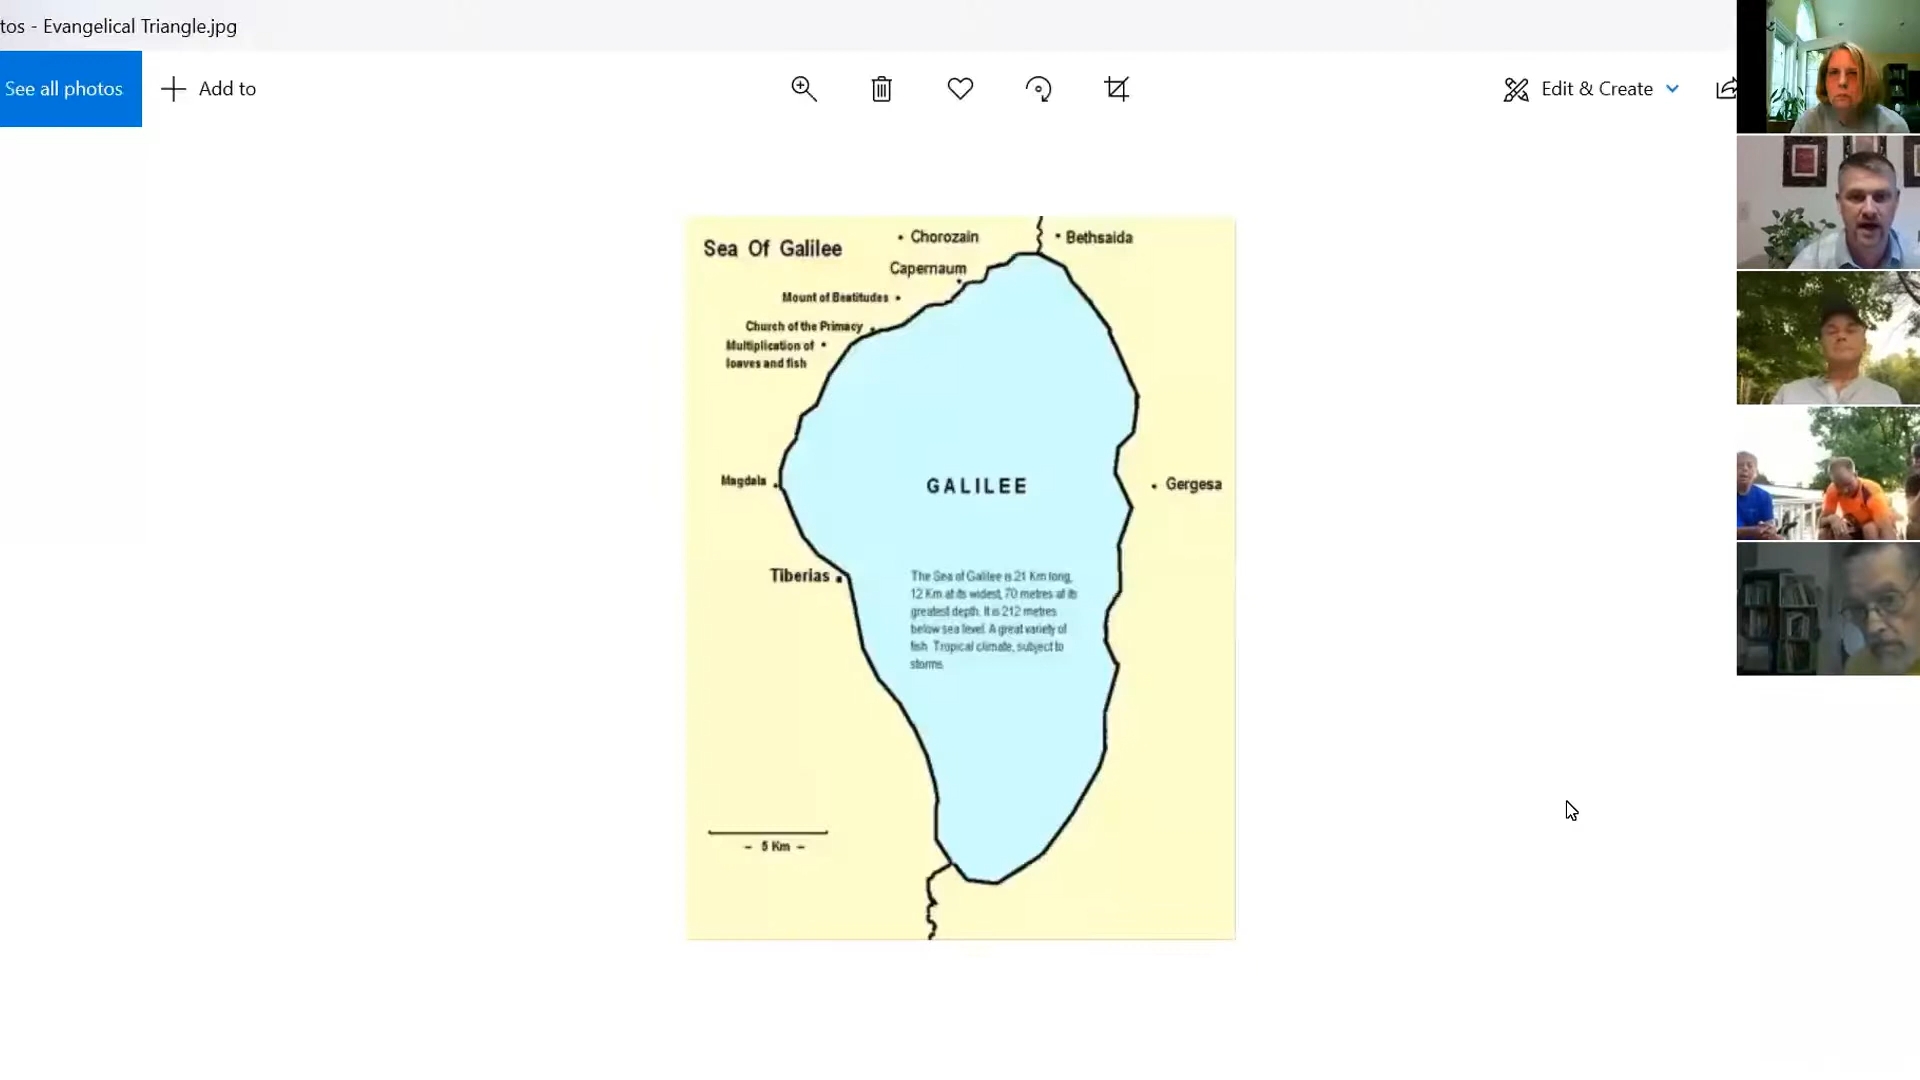 tos - Evangelical Triangle.jpg
See all photos
Add to
Edit & Create
Sea Of Galilee
Chorozain
Bethsaida
Capernaum
Mount of Beatitudes
Church of the Primacy
Multiplication of
loaves and fish
Magdala
GALILEE
Gergesa
Tiberias
The Sea of Galilee is 21 Km long,
12 Km at its widest, 70 metres at its
greatest depth. It is 212 metres
below sea level. A great variety of
fish. Tropical climate, subject to
storms.
- 5 Km -